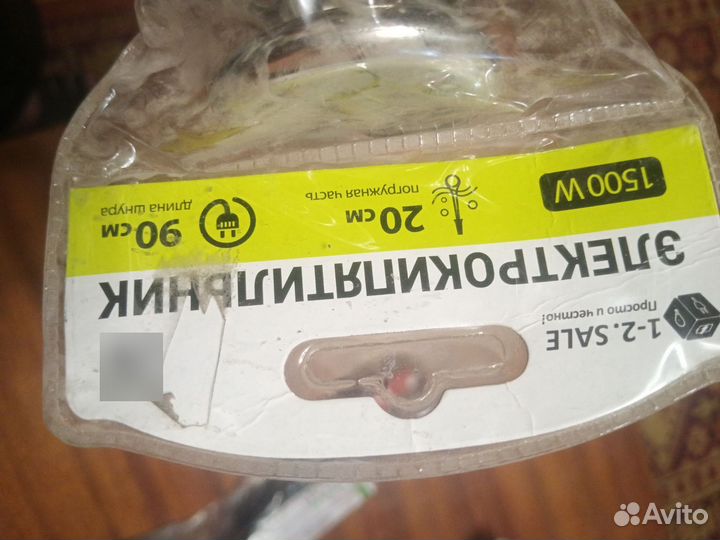 1-2. SALE
Просто и честно!
ЭЛЕКТРОКИПЯТИЛЬНИК
1500 W
20 см
погружная часть
90 см
длина шнура
Avito